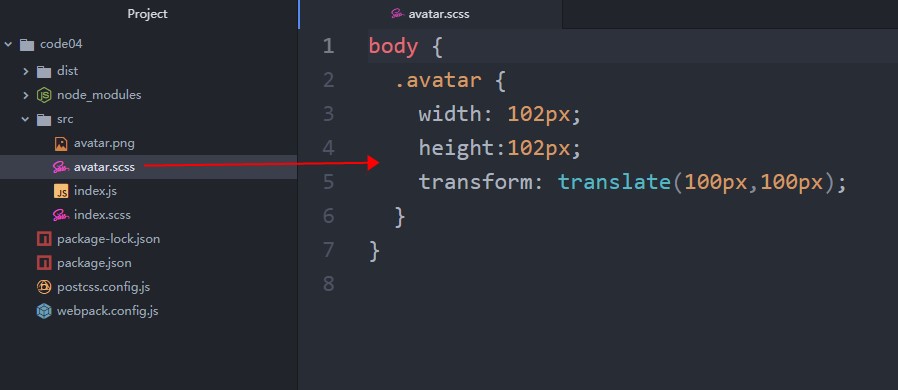 Project
code04
dist
node_modules
src
avatar.png
avatar.scss
index.js
index.scss
package-lock.json
package.json
postcss.config.js
webpack.config.js
avatar.scss
1 body {
2 .avatar {
3 width: 102px;
4 height:102px;
5 transform: translate(100px,100px);
6 }
7 }
8